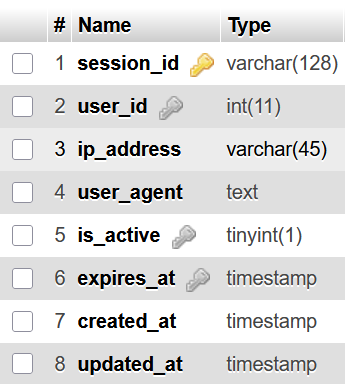 # Name Type
1 session_id varchar(128)
2 user_id int(11)
3 ip_address varchar(45)
4 user_agent text
5 is_active tinyint(1)
6 expires_at timestamp
7 created_at timestamp
8 updated_at timestamp